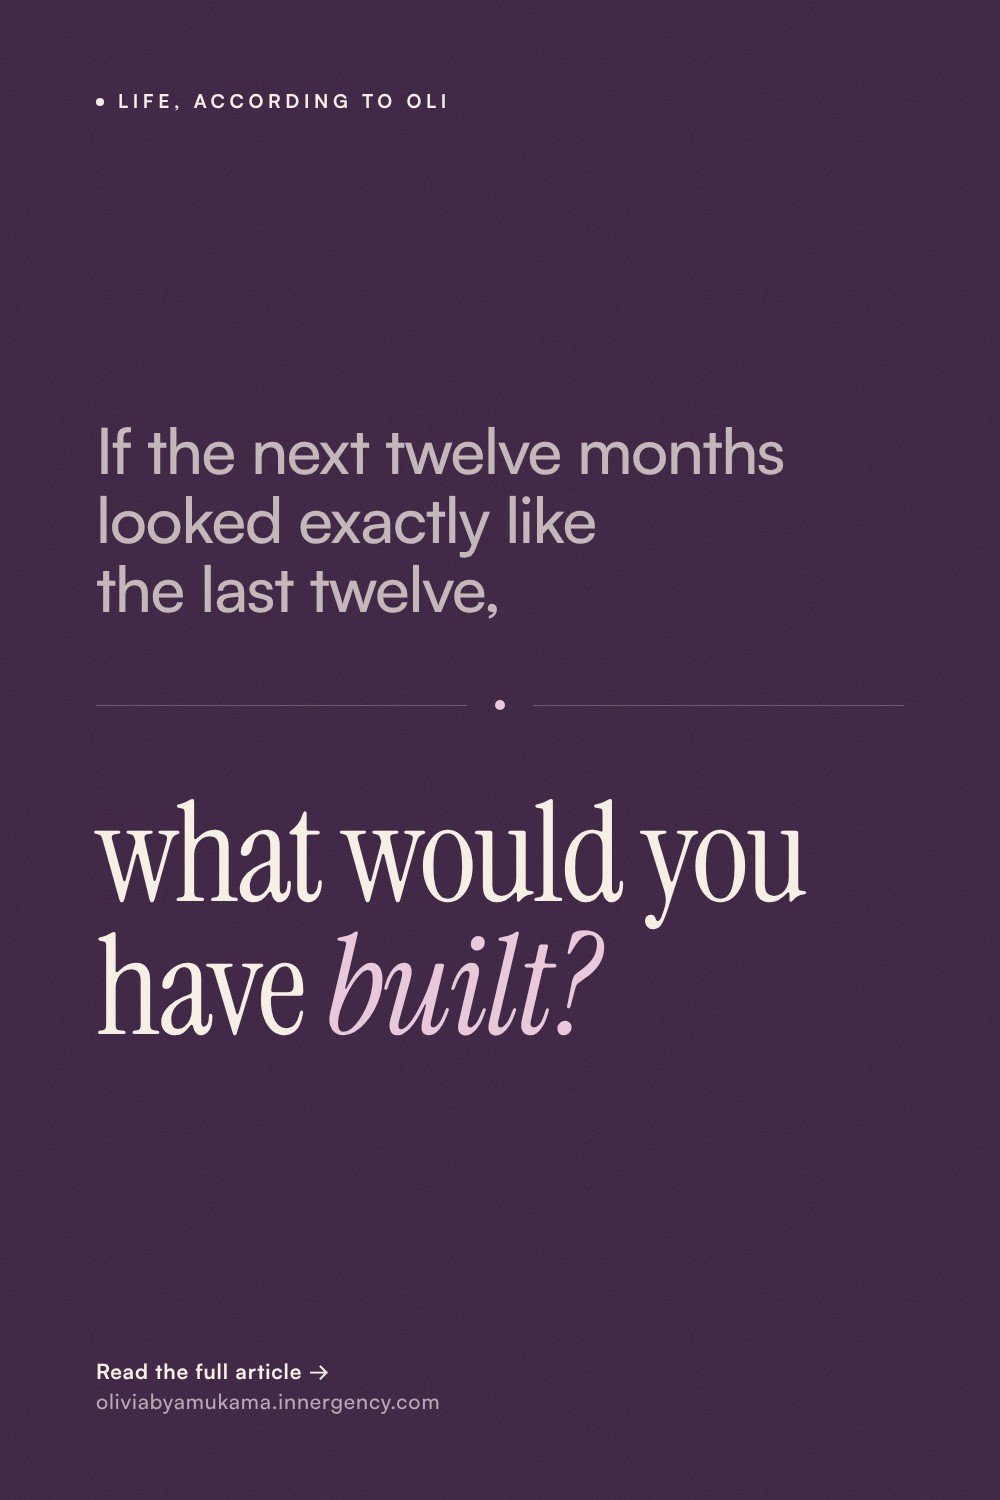 • LIFE, ACCORDING TO OLI
If the next twelve months
looked exactly like
the last twelve,
what would you
have built?
Read the full article →
oliviabyamukama.innergency.com